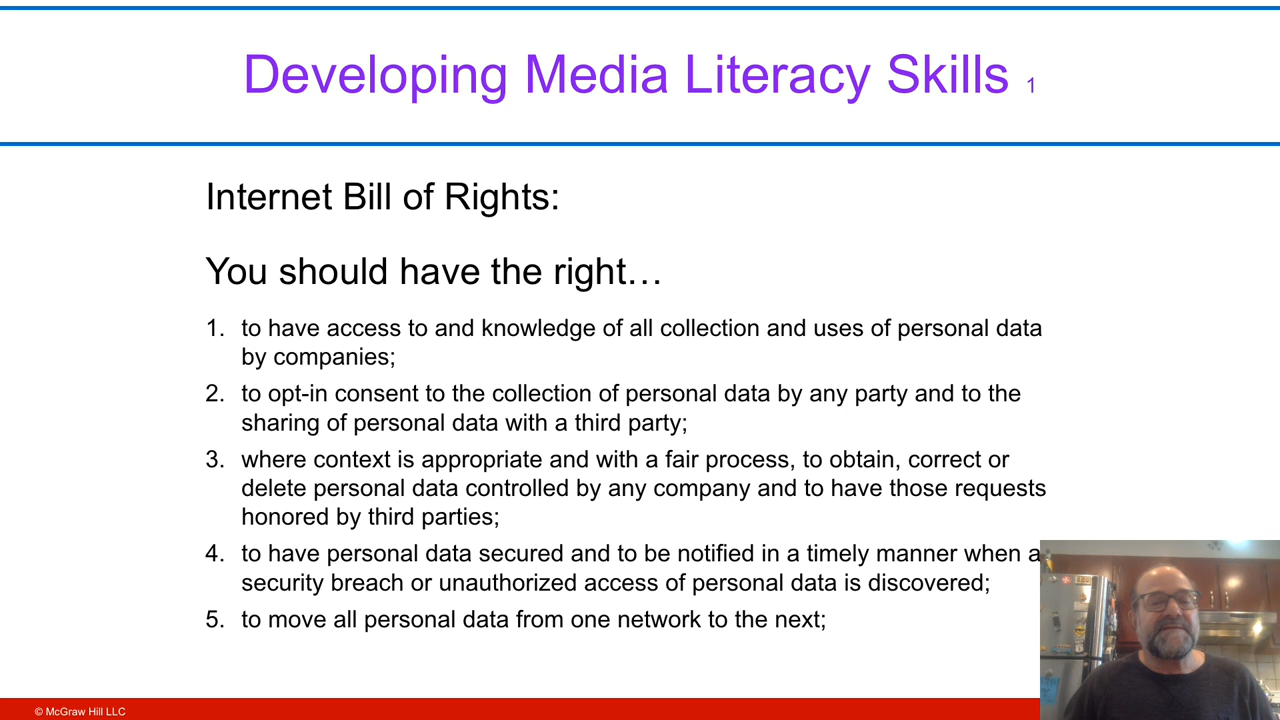 Developing Media Literacy Skills 1
Internet Bill of Rights:
You should have the right…
1. to have access to and knowledge of all collection and uses of personal data
by companies;
2. to opt-in consent to the collection of personal data by any party and to the
sharing of personal data with a third party;
3. where context is appropriate and with a fair process, to obtain, correct or
delete personal data controlled by any company and to have those requests
honored by third parties;
4. to have personal data secured and to be notified in a timely manner when a
security breach or unauthorized access of personal data is discovered;
5. to move all personal data from one network to the next;
© McGraw Hill LLC